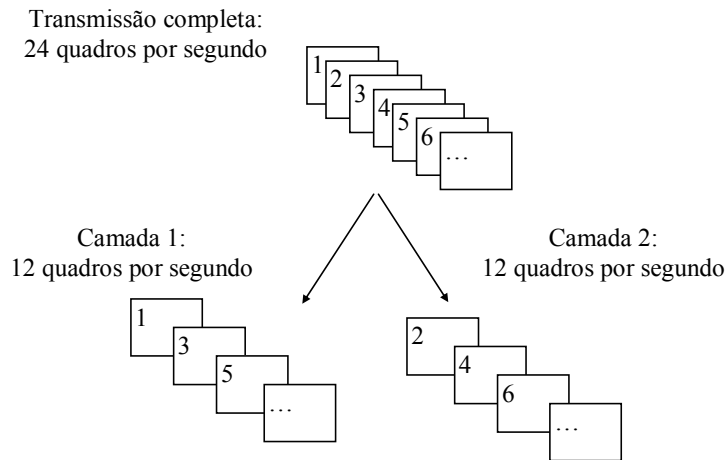 Transmissão completa:
24 quadros por segundo
1
2
3
4
5
6
...
Camada 1:
12 quadros por segundo
1
3
5
...
Camada 2:
12 quadros por segundo
2
4
6
...